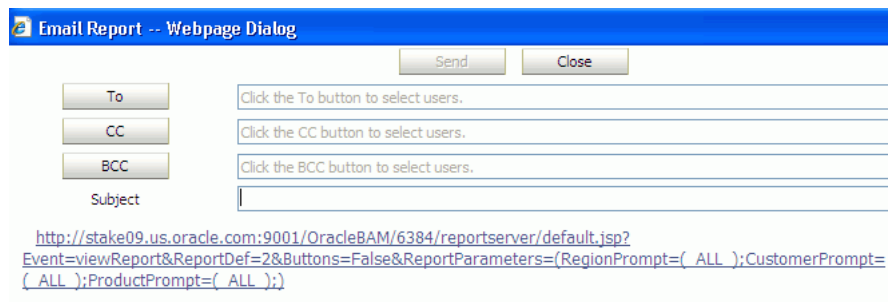 Email Report -- Webpage Dialog
Send Close
To Click the To button to select users.
CC Click the CC button to select users.
BCC Click the BCC button to select users.
Subject
http://stake09.us.oracle.com:9001/OracleBAM/6384/reportserver/default.jsp?
Event=viewReport&ReportDef=2&Buttons=False&ReportParameters=(RegionPrompt=(_ALL_);CustomerPrompt=
(_ALL_);ProductPrompt=(_ALL_);)